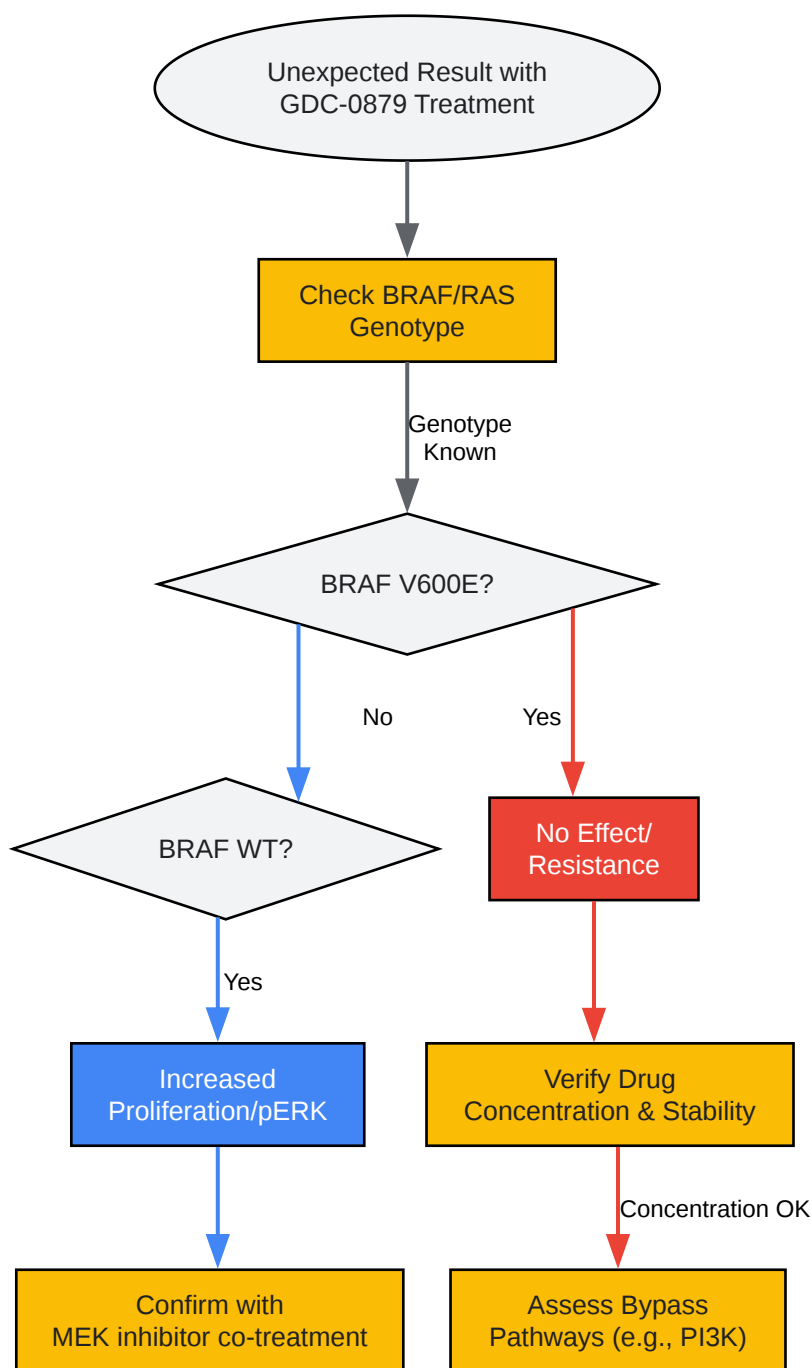 Unexpected Result with
GDC-0879 Treatment
Check BRAF/RAS
Genotype
Genotype
Known
BRAF V600E?
No
Yes
BRAF WT?
No Effect/
Resistance
Yes
Increased
Proliferation/pERK
Verify Drug
Concentration & Stability
Concentration OK
Confirm with
MEK inhibitor co-treatment
Assess Bypass
Pathways (e.g., PI3K)